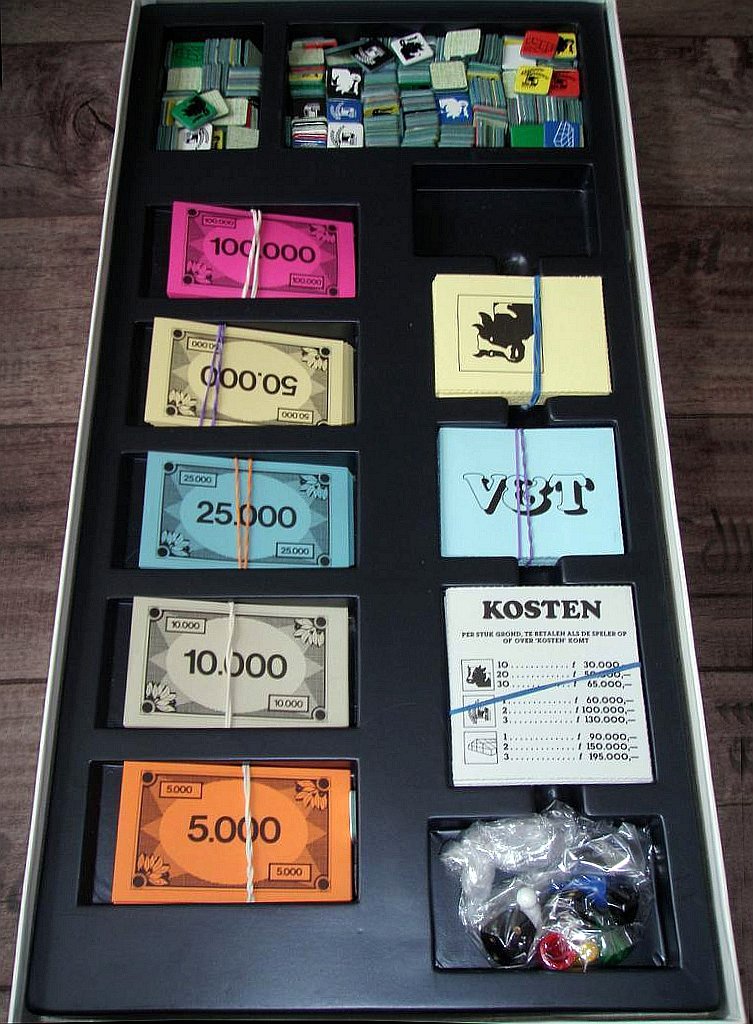 100.000
100.000
100.000
50.000
50.000
50.000
25.000
25.000
25.000
10.000
10.000
10.000
5.000
5.000
5.000
V&T
KOSTEN
PER STUK GROND, TE BETALEN ALS DE SPELER OP
OF OVER 'KOSTEN' KOMT
10 ........... f 30.000,—
20 ........... f 50.000,—
30 ........... f 65.000,—
1 ........... f 60.000,—
2 ........... f 100.000,—
3 ........... f 130.000,—
1 ........... f 90.000,—
2 ........... f 150.000,—
3 ........... f 195.000,—